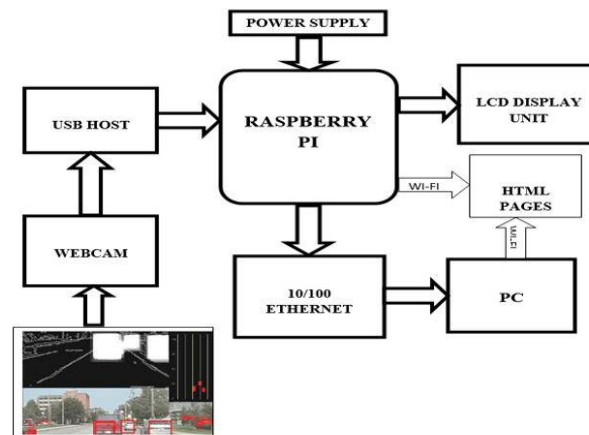 POWER SUPPLY
USB HOST
RASPBERRY
PI
LCD DISPLAY
UNIT
WI-FI
HTML
PAGES
WI-FI
WEBCAM
10/100
ETHERNET
PC